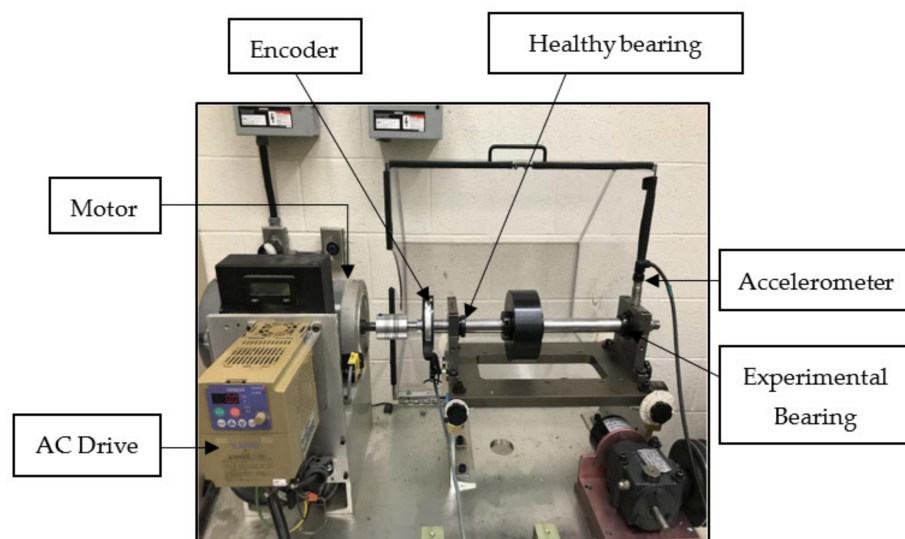 Encoder
Healthy bearing
Motor
Accelerometer
Experimental
Bearing
AC Drive